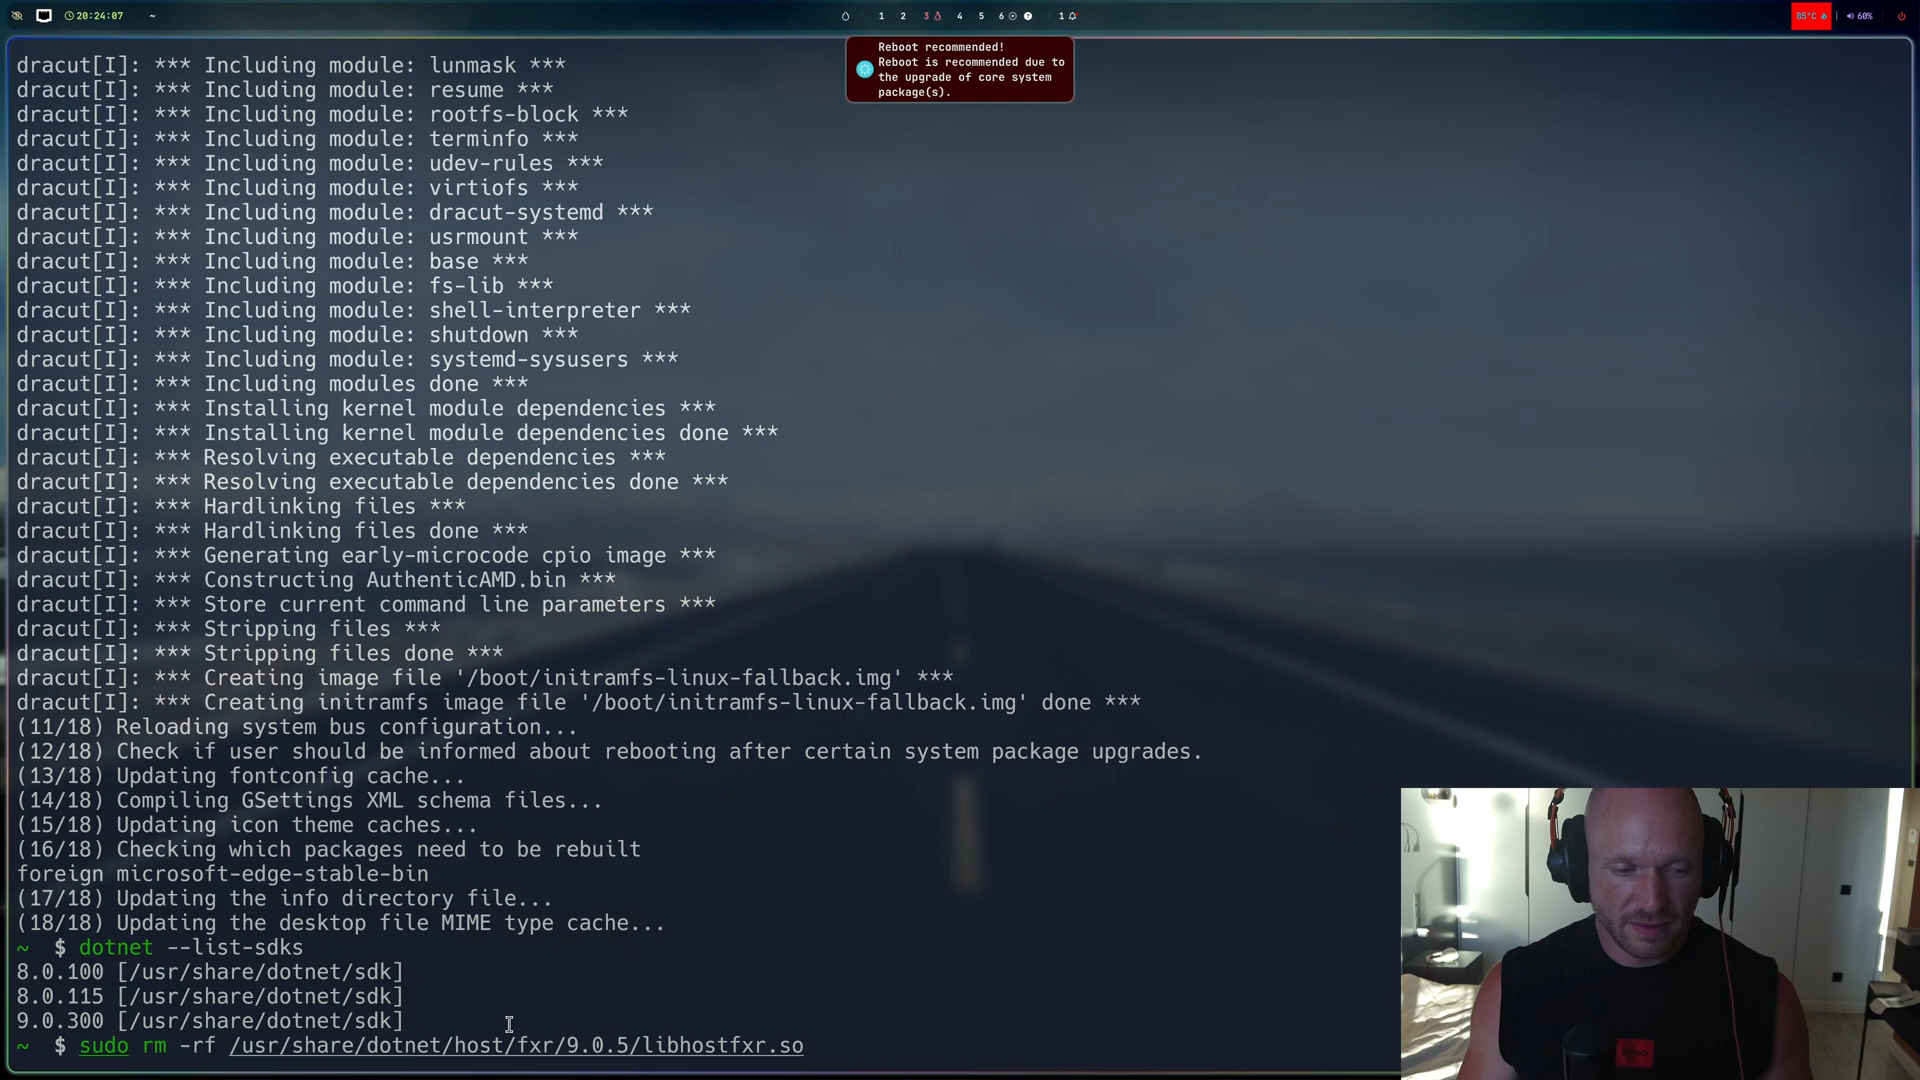 20:24:07 ~ 1 2 3 4 5 6 1 85°C 60%
Reboot recommended!
Reboot is recommended due to
the upgrade of core system
package(s).
dracut[I]: *** Including module: lunmask ***
dracut[I]: *** Including module: resume ***
dracut[I]: *** Including module: rootfs-block ***
dracut[I]: *** Including module: terminfo ***
dracut[I]: *** Including module: udev-rules ***
dracut[I]: *** Including module: virtiofs ***
dracut[I]: *** Including module: dracut-systemd ***
dracut[I]: *** Including module: usrmount ***
dracut[I]: *** Including module: base ***
dracut[I]: *** Including module: fs-lib ***
dracut[I]: *** Including module: shell-interpreter ***
dracut[I]: *** Including module: shutdown ***
dracut[I]: *** Including module: systemd-sysusers ***
dracut[I]: *** Including modules done ***
dracut[I]: *** Installing kernel module dependencies ***
dracut[I]: *** Installing kernel module dependencies done ***
dracut[I]: *** Resolving executable dependencies ***
dracut[I]: *** Resolving executable dependencies done ***
dracut[I]: *** Hardlinking files ***
dracut[I]: *** Hardlinking files done ***
dracut[I]: *** Generating early-microcode cpio image ***
dracut[I]: *** Constructing AuthenticAMD.bin ***
dracut[I]: *** Store current command line parameters ***
dracut[I]: *** Stripping files ***
dracut[I]: *** Stripping files done ***
dracut[I]: *** Creating image file '/boot/initramfs-linux-fallback.img' ***
dracut[I]: *** Creating initramfs image file '/boot/initramfs-linux-fallback.img' done ***
(11/18) Reloading system bus configuration...
(12/18) Check if user should be informed about rebooting after certain system package upgrades.
(13/18) Updating fontconfig cache...
(14/18) Compiling GSettings XML schema files...
(15/18) Updating icon theme caches...
(16/18) Checking which packages need to be rebuilt
foreign microsoft-edge-stable-bin
(17/18) Updating the info directory file...
(18/18) Updating the desktop file MIME type cache...
~ $ dotnet --list-sdks
8.0.100 [/usr/share/dotnet/sdk]
8.0.115 [/usr/share/dotnet/sdk]
9.0.300 [/usr/share/dotnet/sdk]
~ $ sudo rm -rf /usr/share/dotnet/host/fxr/9.0.5/libhostfxr.so